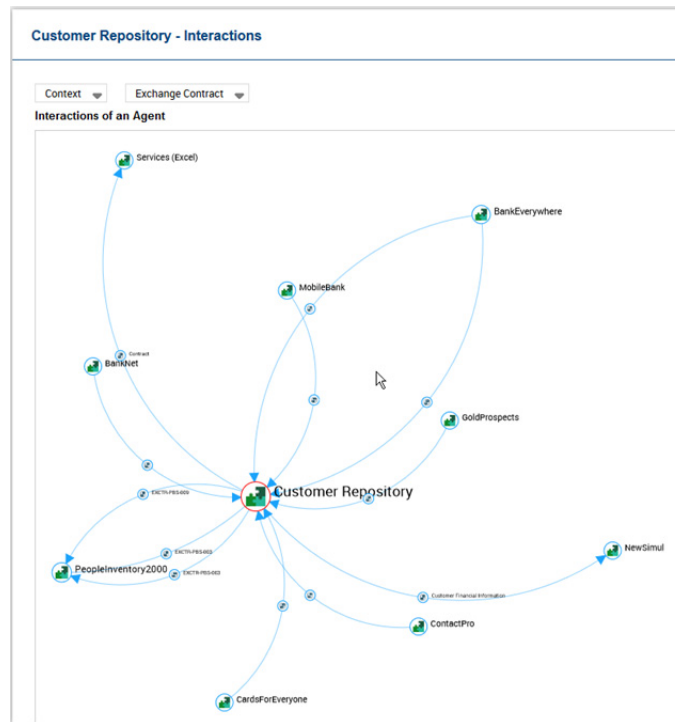 Customer Repository - Interactions
Context
Exchange Contract
Interactions of an Agent
Services (Excel)
BankEverywhere
MobileBank
Contract
BankNet
GoldProspects
Customer Repository
NewSimul
PeopleInventory2000
Customer Financial Information
ContactPro
CardsForEveryone